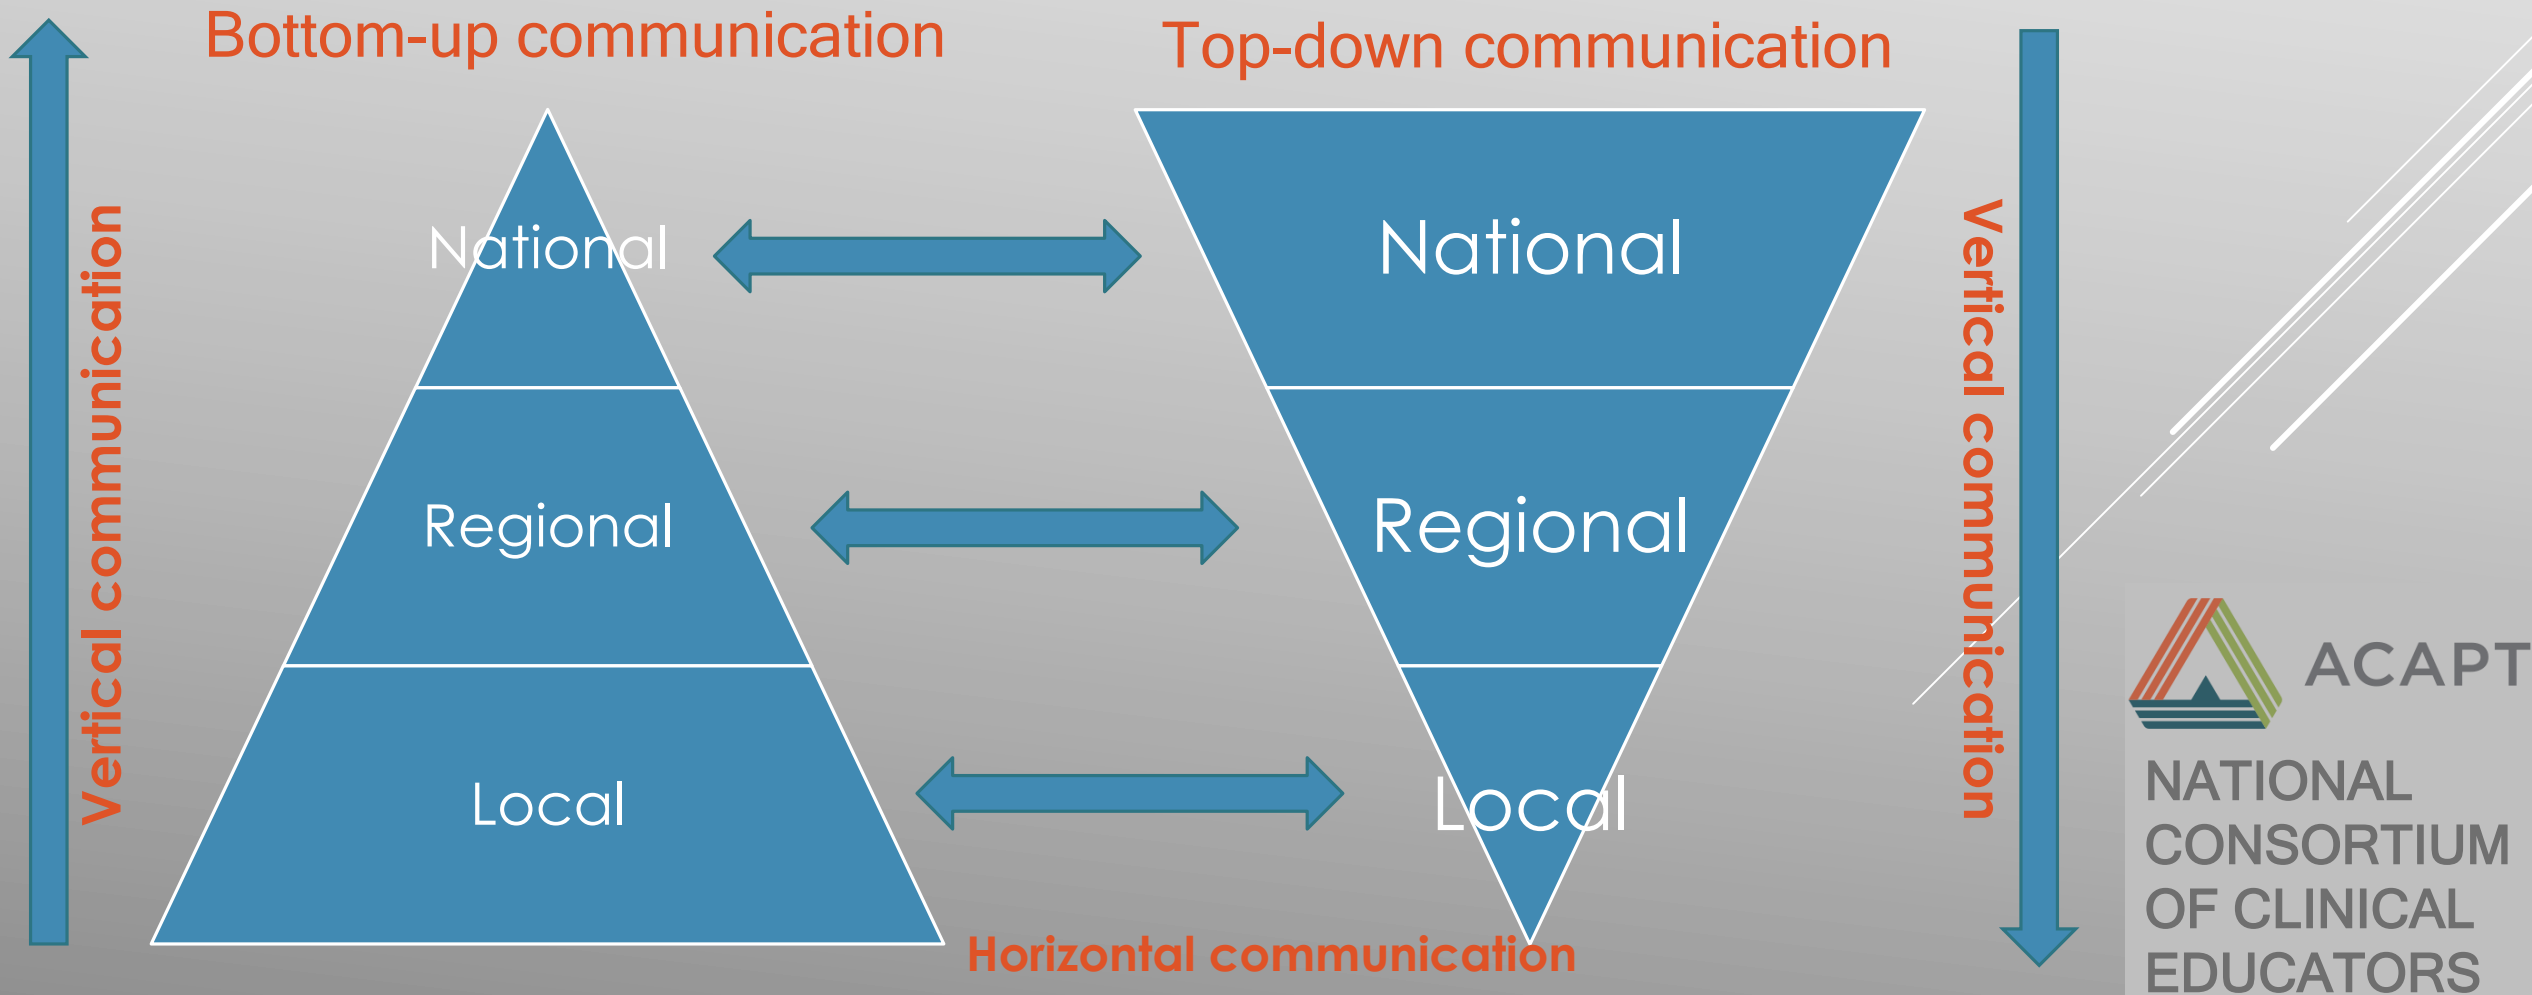 Bottom-up communication
Top-down communication
Vertical communication
National
Regional
Local
National
Regional
Local
Vertical communication
Horizontal communication
ACAPT
NATIONAL
CONSORTIUM
OF CLINICAL
EDUCATORS